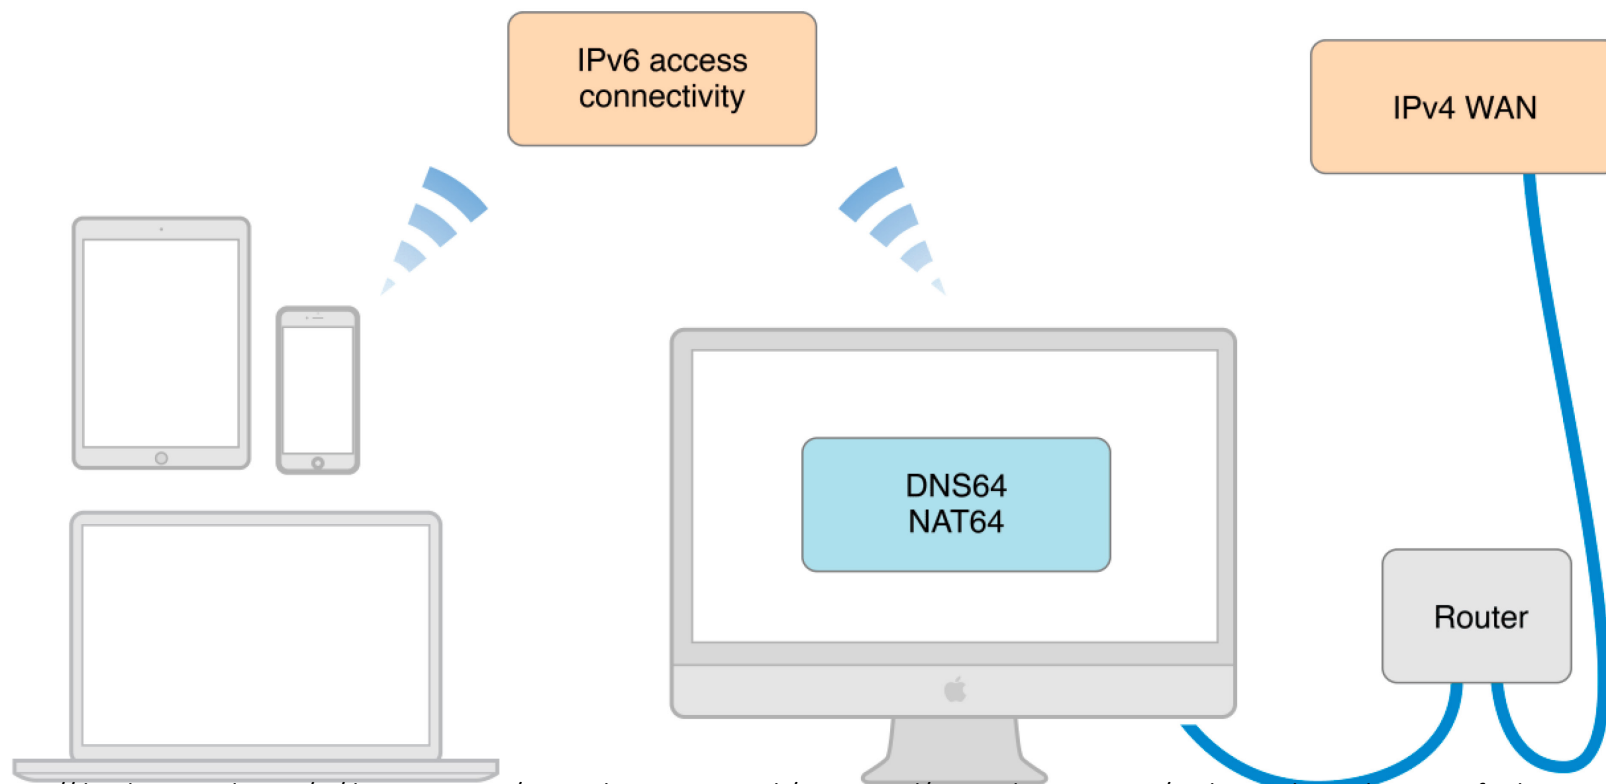 IPv6 access
connectivity
IPv4 WAN
DNS64
NAT64
Router